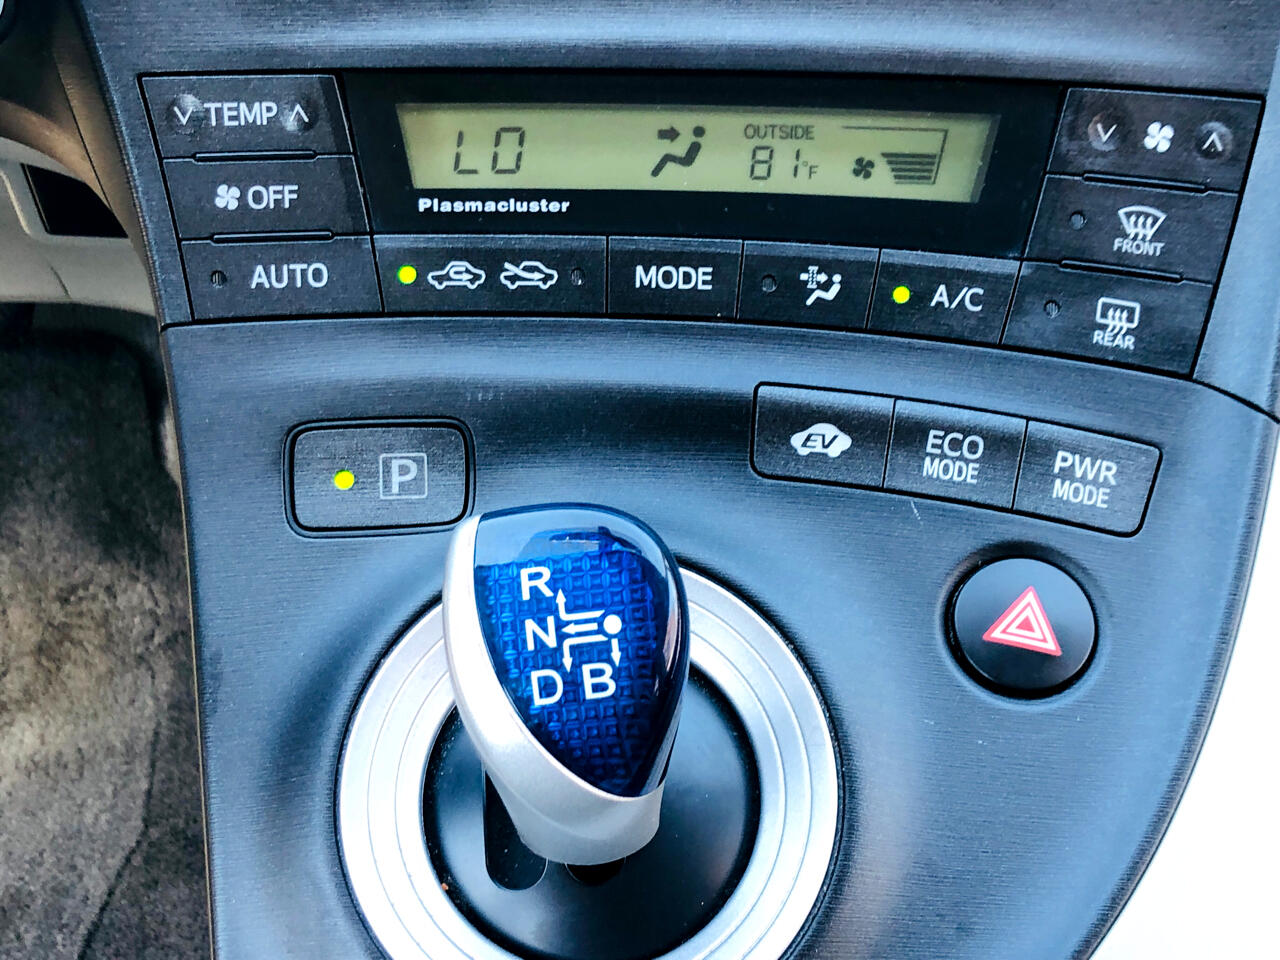 TEMP
LO
OUTSIDE
81°F
Plasmacluster
OFF
AUTO
MODE
A/C
FRONT
REAR
P
EV
ECO
MODE
PWR
MODE
R
N
D B